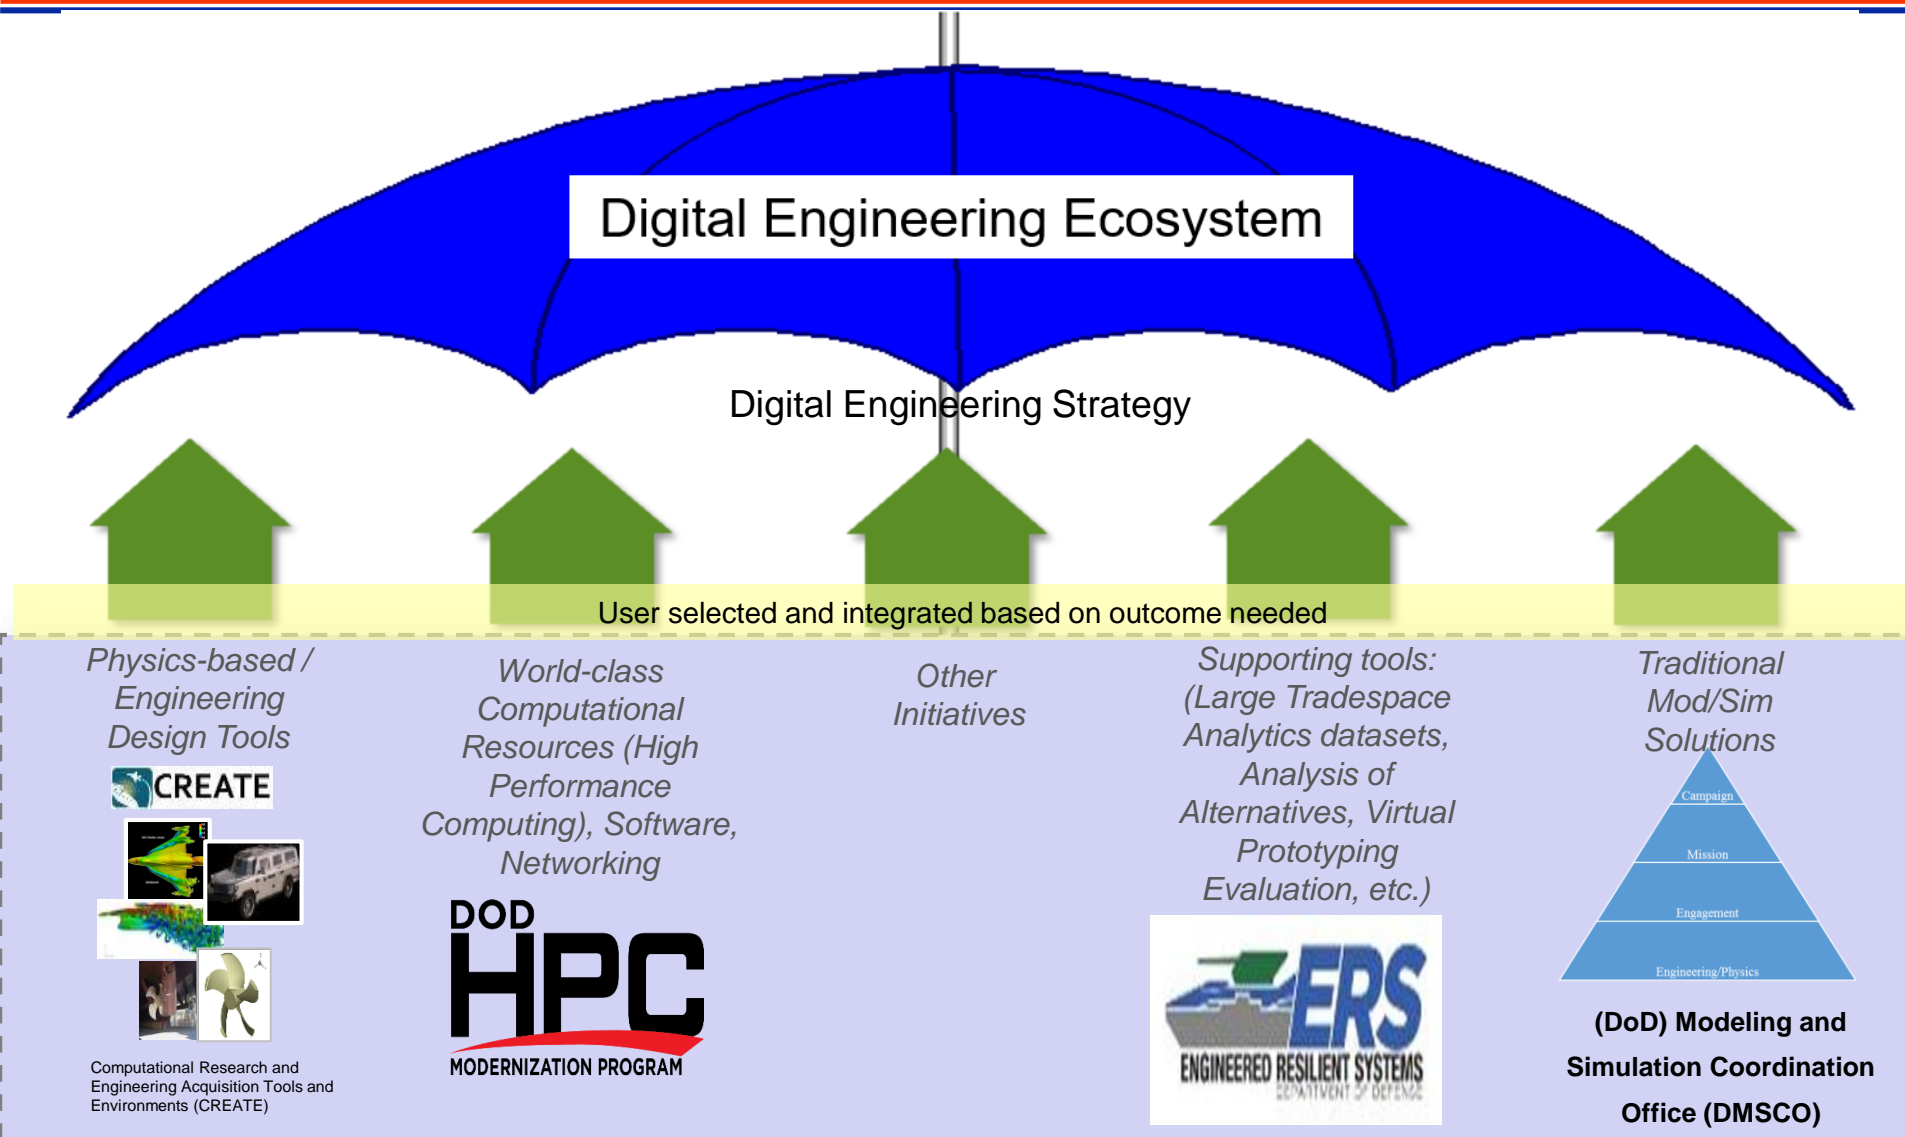 Digital Engineering Ecosystem
Digital Engineering Strategy
User selected and integrated based on outcome needed
Physics-based /
Engineering
Design Tools
CREATE
Computational Research and
Engineering Acquisition Tools and
Environments (CREATE)
World-class
Computational
Resources (High
Performance
Computing), Software,
Networking
DOD
HPC
MODERNIZATION PROGRAM
Other
Initiatives
Supporting tools:
(Large Tradespace
Analytics datasets,
Analysis of
Alternatives, Virtual
Prototyping
Evaluation, etc.)
ERS
ENGINEERED RESILIENT SYSTEMS
DEPARTMENT OF DEFENSE
Traditional
Mod/Sim
Solutions
Campaign
Mission
Engagement
Engineering/Physics
(DoD) Modeling and
Simulation Coordination
Office (DMSCO)